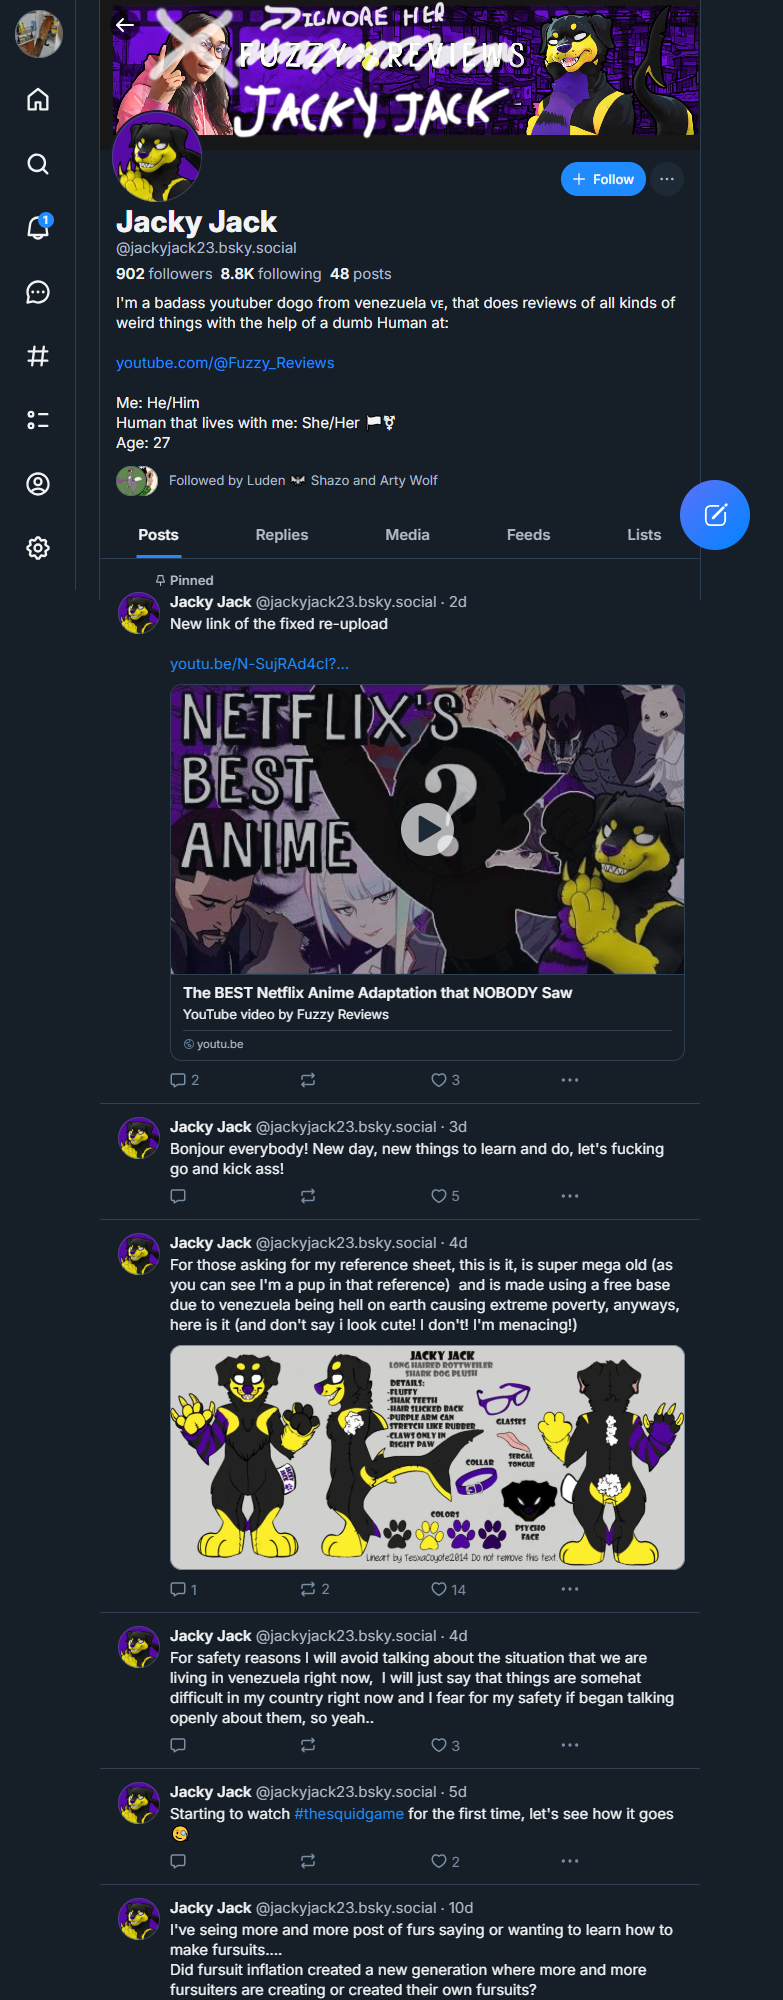 IGNORE HER
FUZZY REVIEWS
JACKY JACK
+ Follow
Jacky Jack
@jackyjack23.bsky.social
902 followers 8.8K following 48 posts
I'm a badass youtuber dogo from venezuela VE, that does reviews of all kinds of
weird things with the help of a dumb Human at:
youtube.com/@Fuzzy_Reviews
Me: He/Him
Human that lives with me: She/Her 🏳️‍⚧️
Age: 27
Followed by Luden 🦇 Shazo and Arty Wolf
1
Posts Replies Media Feeds Lists
Pinned
Jacky Jack @jackyjack23.bsky.social · 2d
New link of the fixed re-upload
youtu.be/N-SujRAd4cI?...
NETFLIX'S
BEST
ANIME
?
The BEST Netflix Anime Adaptation that NOBODY Saw
YouTube video by Fuzzy Reviews
youtu.be
2 3
Jacky Jack @jackyjack23.bsky.social · 3d
Bonjour everybody! New day, new things to learn and do, let's fucking
go and kick ass!
5
Jacky Jack @jackyjack23.bsky.social · 4d
For those asking for my reference sheet, this is it, is super mega old (as
you can see I'm a pup in that reference)  and is made using a free base
due to venezuela being hell on earth causing extreme poverty, anyways,
here is it (and don't say i look cute! I don't! I'm menacing!)
JACKY JACK
LONG HAIRED ROTTWEILER
SHARK DOG PLUSH
DETAILS:
-FLUFFY
-SHAK TEETH
-HAIR SLICKED BACK
-PURPLE ARM CAN
STRETCH LIKE RUBBER
-CLAWS ONLY IN
RIGHT PAW
GLASSES
SERGAL
TONGUE
COLLAR
COLORS
PSYCHO
FACE
Lineart by TesxaCoyote2014 Do not remove this text.
1 2 14
Jacky Jack @jackyjack23.bsky.social · 4d
For safety reasons I will avoid talking about the situation that we are
living in venezuela right now,  I will just say that things are somehat
difficult in my country right now and I fear for my safety if began talking
openly about them, so yeah..
3
Jacky Jack @jackyjack23.bsky.social · 5d
Starting to watch #thesquidgame for the first time, let's see how it goes
🧐
2
Jacky Jack @jackyjack23.bsky.social · 10d
I've seing more and more post of furs saying or wanting to learn how to
make fursuits....
Did fursuit inflation created a new generation where more and more
fursuiters are creating or created their own fursuits?